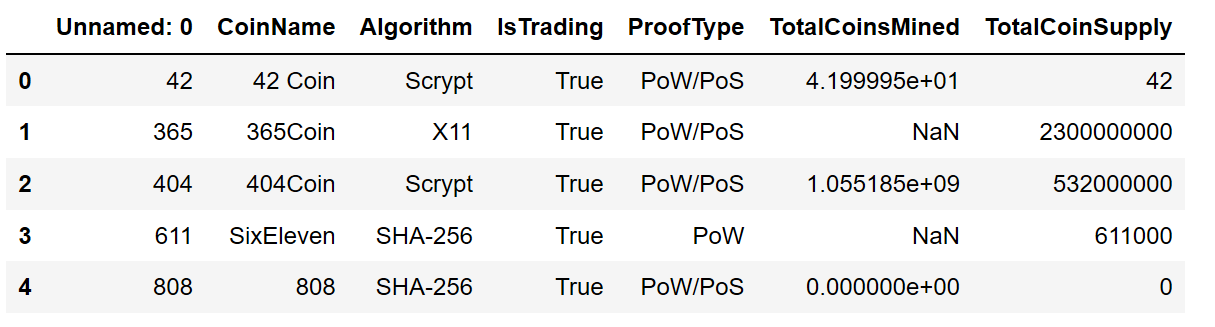 Unnamed: 0 CoinName Algorithm IsTrading ProofType TotalCoinsMined TotalCoinSupply
0 42 42 Coin Scrypt True PoW/PoS 4.199995e+01 42
1 365 365Coin X11 True PoW/PoS NaN 2300000000
2 404 404Coin Scrypt True PoW/PoS 1.055185e+09 532000000
3 611 SixEleven SHA-256 True PoW NaN 611000
4 808 808 SHA-256 True PoW/PoS 0.000000e+00 0